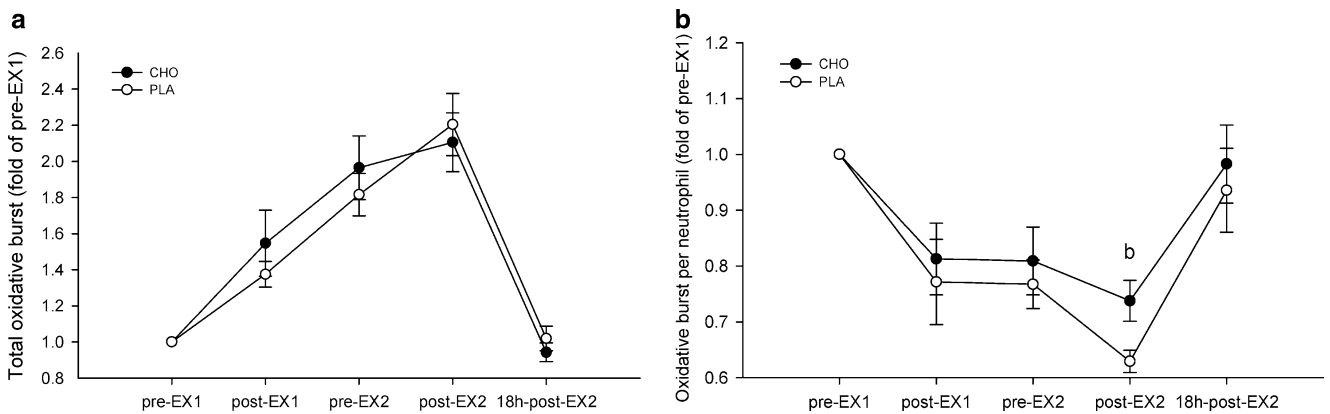 a
Total oxidative burst (fold of pre-EX1)
2.6
2.4
2.2
2.0
1.8
1.6
1.4
1.2
1.0
0.8
CHO
PLA
pre-EX1 post-EX1 pre-EX2 post-EX2 18h-post-EX2
b
Oxidative burst per neutrophil (fold of pre-EX1)
1.2
1.1
1.0
0.9
0.8
0.7
0.6
CHO
PLA
b
pre-EX1 post-EX1 pre-EX2 post-EX2 18h-post-EX2